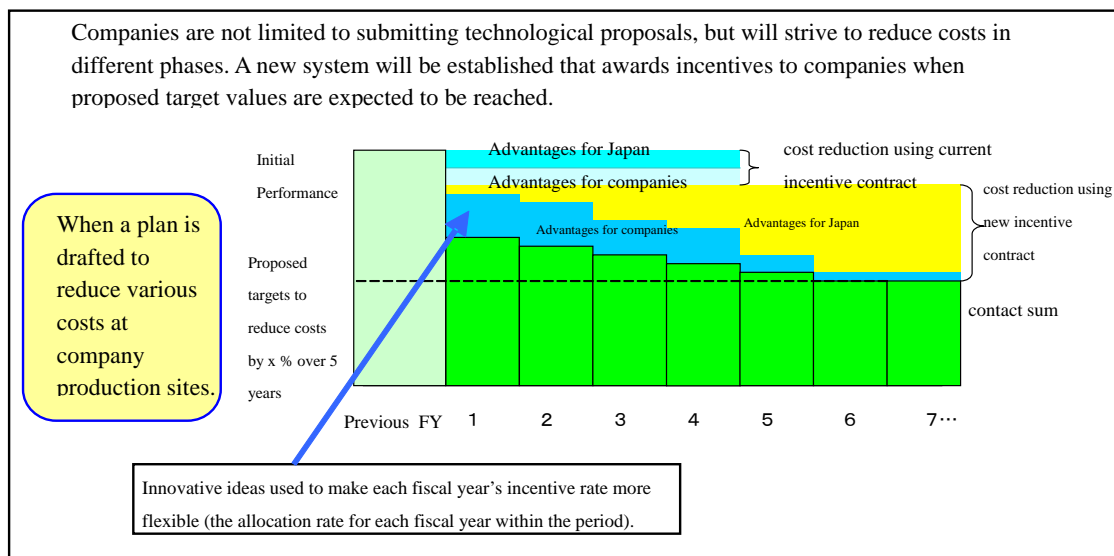 Companies are not limited to submitting technological proposals, but will strive to reduce costs in
different phases. A new system will be established that awards incentives to companies when
proposed target values are expected to be reached.
Initial
Performance
Advantages for Japan
Advantages for companies
cost reduction using current
incentive contract
cost reduction using
new incentive
contract
Advantages for Japan
Advantages for companies
When a plan is
drafted to
reduce various
costs at
company
production sites.
Proposed
targets to
reduce costs
by x % over 5
years
contact sum
Previous FY 1 2 3 4 5 6 7…
Innovative ideas used to make each fiscal year’s incentive rate more
flexible (the allocation rate for each fiscal year within the period).